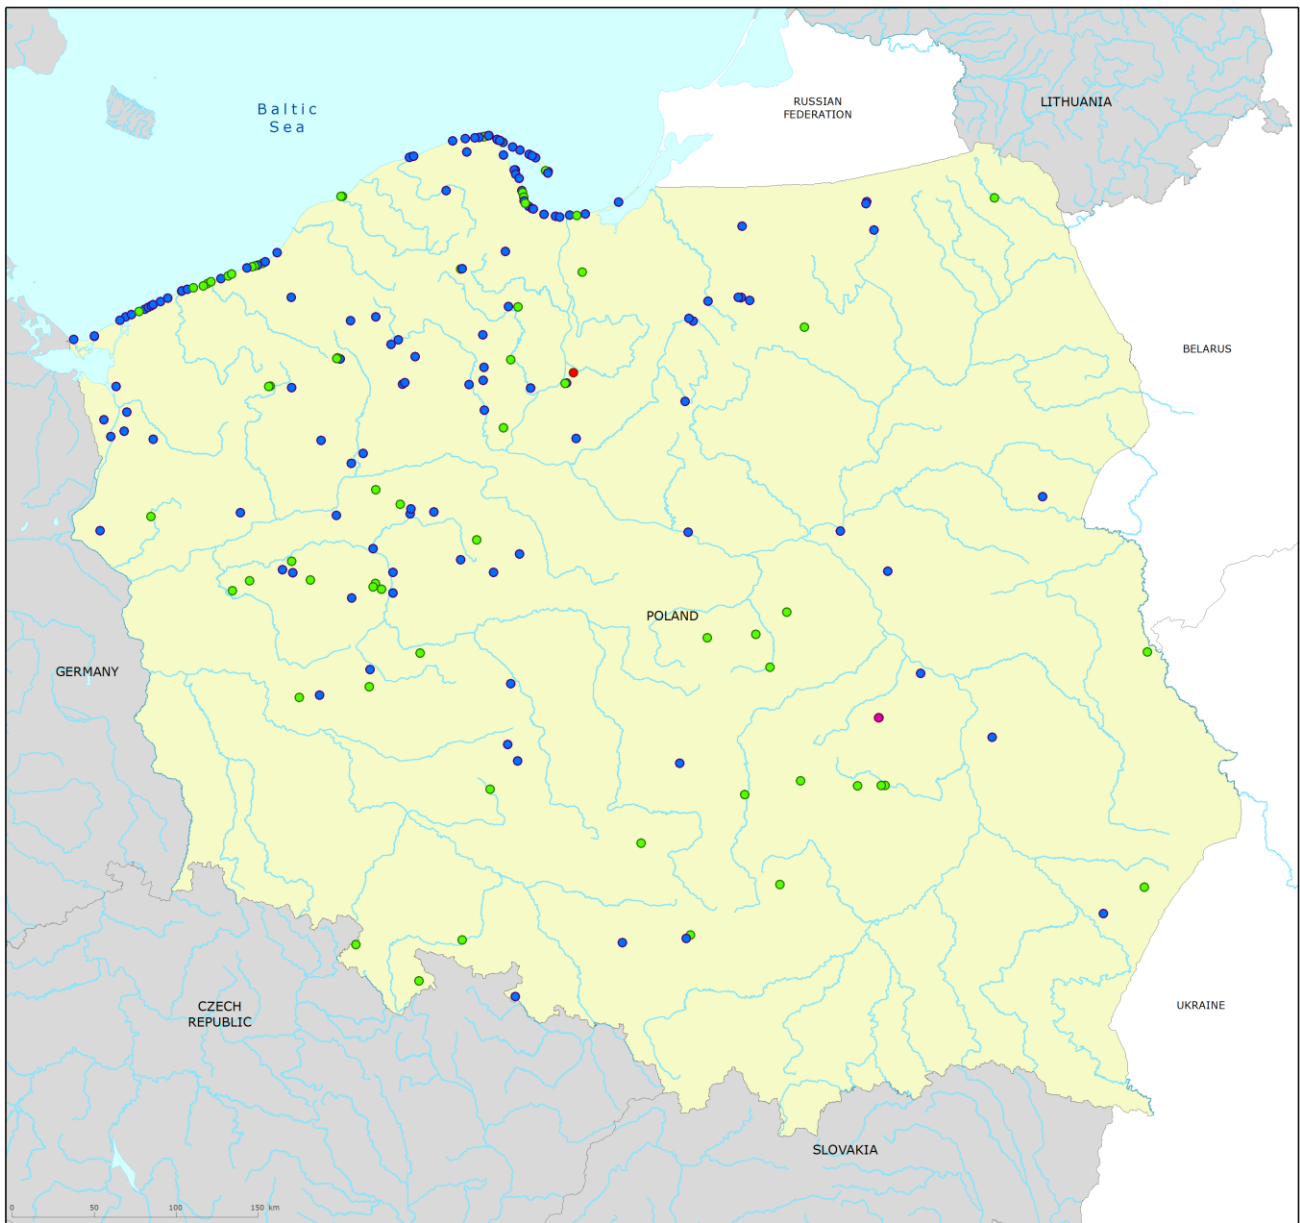 RUSSIAN
FEDERATION
LITHUANIA
Baltic
Sea
BELARUS
POLAND
GERMANY
CZECH
REPUBLIC
UKRAINE
SLOVAKIA
0 50 100 150 km